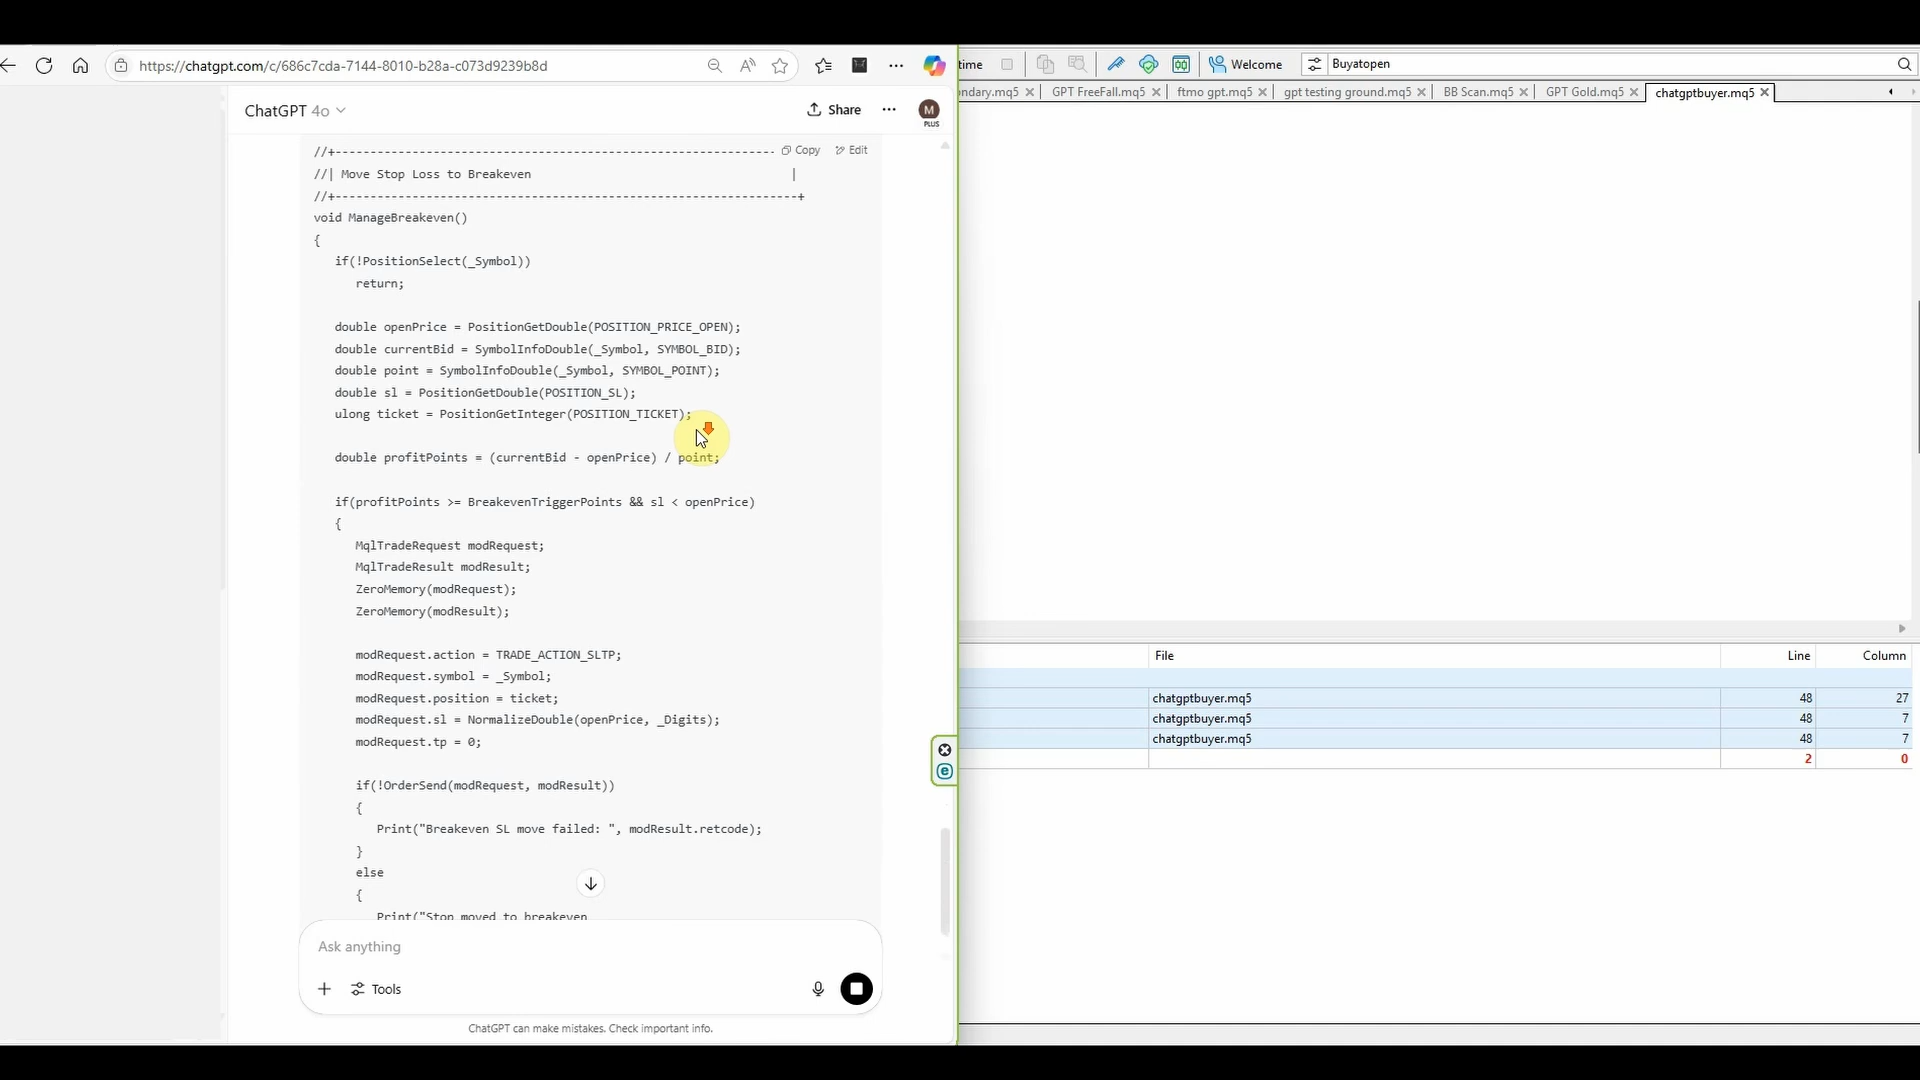 https://chatgpt.com/c/686c7cda-7144-8010-b28a-c073d9239b8d
ChatGPT 4o
Share
M
PLUS
//+--------------------------------------------------------------
Copy
Edit
//| Move Stop Loss to Breakeven |
//+------------------------------------------------------------------+
void ManageBreakeven()
{
if(!PositionSelect(_Symbol))
return;
double openPrice = PositionGetDouble(POSITION_PRICE_OPEN);
double currentBid = SymbolInfoDouble(_Symbol, SYMBOL_BID);
double point = SymbolInfoDouble(_Symbol, SYMBOL_POINT);
double sl = PositionGetDouble(POSITION_SL);
ulong ticket = PositionGetInteger(POSITION_TICKET);
double profitPoints = (currentBid - openPrice) / point;
if(profitPoints >= BreakevenTriggerPoints && sl < openPrice)
{
MqlTradeRequest modRequest;
MqlTradeResult modResult;
ZeroMemory(modRequest);
ZeroMemory(modResult);
modRequest.action = TRADE_ACTION_SLTP;
modRequest.symbol = _Symbol;
modRequest.position = ticket;
modRequest.sl = NormalizeDouble(openPrice, _Digits);
modRequest.tp = 0;
if(!OrderSend(modRequest, modResult))
{
Print("Breakeven SL move failed: ", modResult.retcode);
}
else
{
Print("Stop moved to breakeven
Ask anything
Tools
ChatGPT can make mistakes. Check important info.
time
Welcome
Buyatopen
ndary.mq5
GPT FreeFall.mq5
ftmo gpt.mq5
gpt testing ground.mq5
BB Scan.mq5
GPT Gold.mq5
chatgptbuyer.mq5
File Line Column
chatgptbuyer.mq5 48 27
chatgptbuyer.mq5 48 7
chatgptbuyer.mq5 48 7
2 0